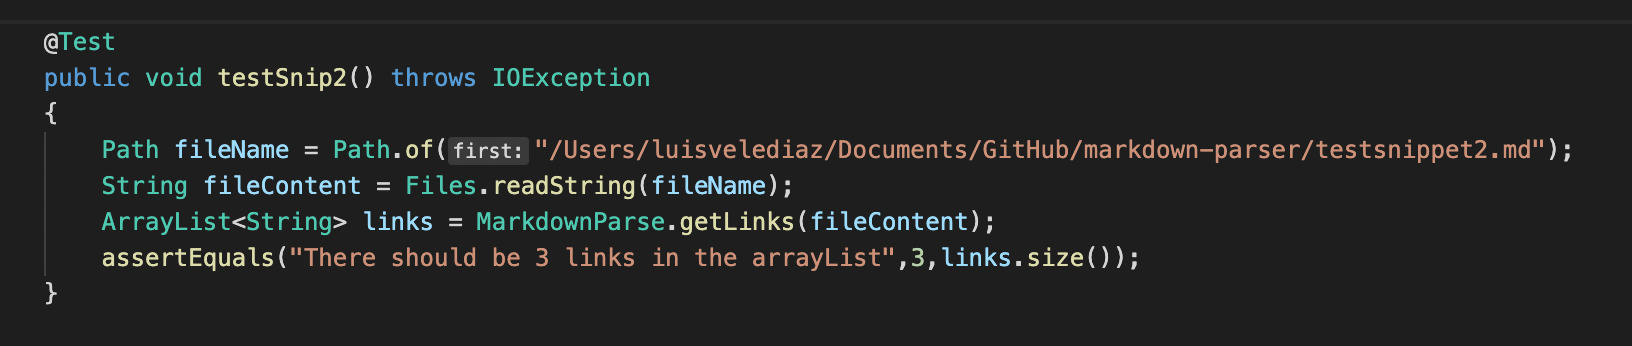 @Test
public void testSnip2() throws IOException
{
Path fileName = Path.of(first: "/Users/luisvelediaz/Documents/GitHub/markdown-parser/testsnippet2.md");
String fileContent = Files.readString(fileName);
ArrayList<String> links = MarkdownParse.getLinks(fileContent);
assertEquals("There should be 3 links in the arrayList",3,links.size());
}